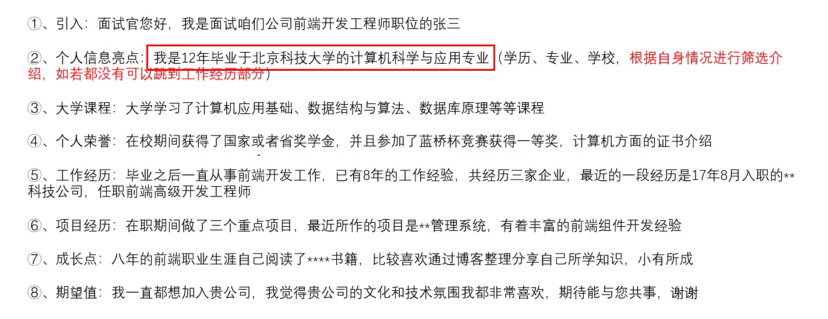 ①、引入：面试官您好，我是面试咱们公司前端开发工程师职位的张三
②、个人信息亮点：我是12年毕业于北京科技大学的计算机科学与应用专业（学历、专业、学校，根据自身情况进行筛选介
绍，如若都没有可以跳到工作经历部分）
③、大学课程：大学学习了计算机应用基础、数据结构与算法、数据库原理等等课程
④、个人荣誉：在校期间获得了国家或者省奖学金，并且参加了蓝桥杯竞赛获得一等奖，计算机方面的证书介绍
⑤、工作经历：毕业之后一直从事前端开发工作，已有8年的工作经验，共经历三家企业，最近的一段经历是17年8月入职的**
科技公司，任职前端高级开发工程师
⑥、项目经历：在职期间做了三个重点项目，最近所作的项目是**管理系统，有着丰富的前端组件开发经验
⑦、成长点：八年的前端职业生涯自己阅读了****书籍，比较喜欢通过博客整理分享自己所学知识，小有所成
⑧、期望值：我一直都想加入贵公司，我觉得贵公司的文化和技术氛围我都非常喜欢，期待能与您共事，谢谢